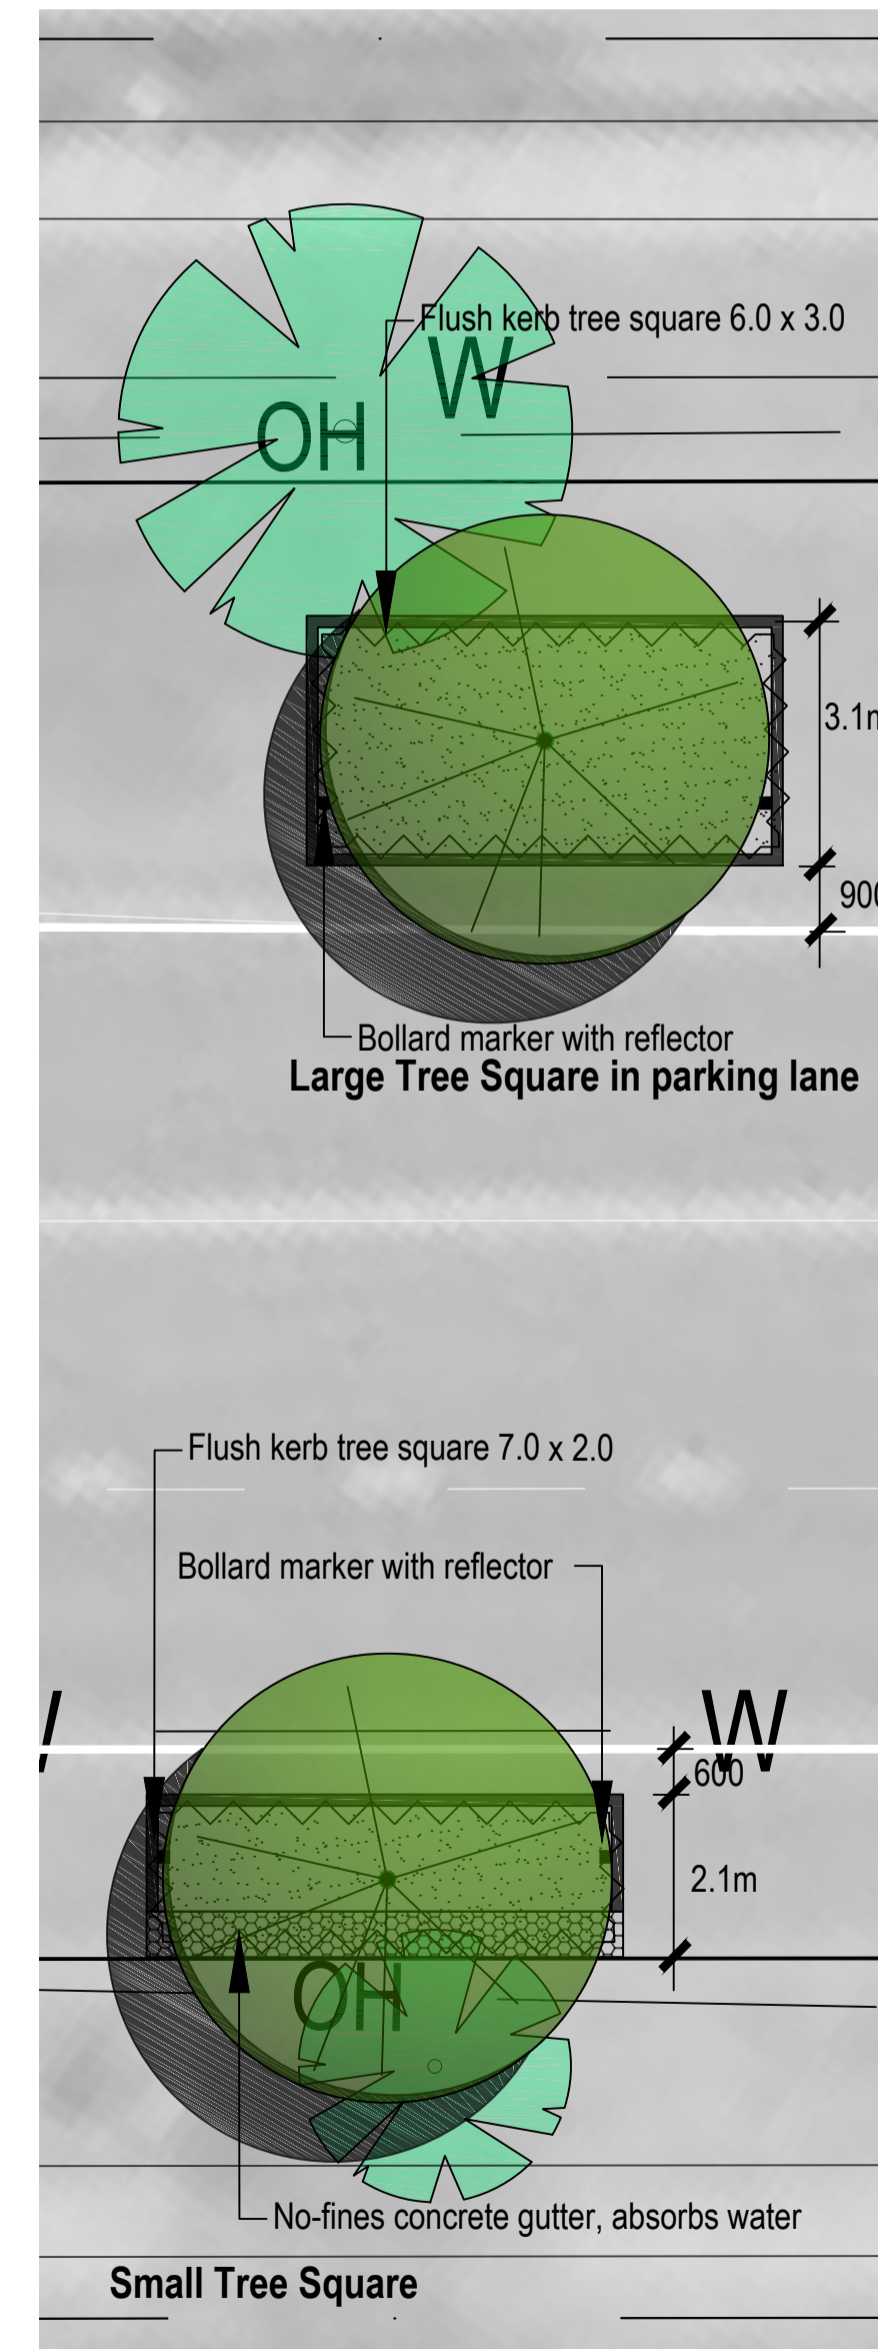 Flush kerb tree square 6.0 x 3.0
W
OH
3.1m
900
Bollard marker with reflector
Large Tree Square in parking lane
Flush kerb tree square 7.0 x 2.0
Bollard marker with reflector
W
600
2.1m
OH
No-fines concrete gutter, absorbs water
Small Tree Square